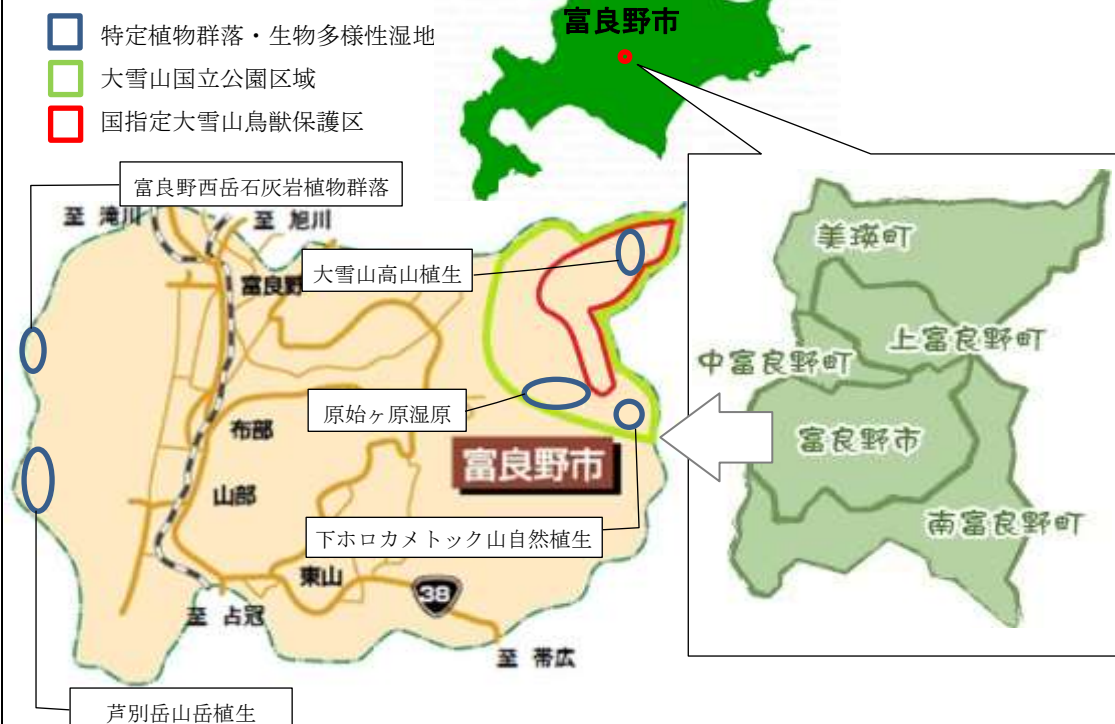 富良野市
特定植物群落・生物多様性湿地
大雪山国立公園区域
国指定大雪山鳥獣保護区
富良野西岳石灰岩植物群落
至 滝川
至 旭川
大雪山高山植生
富良野
原始ヶ原湿原
布部
富良野市
山部
下ホロカメトック山自然植生
東山
38
至 占冠
至 帯広
芦別岳山岳植生
美瑛町
上富良野町
中富良野町
富良野市
南富良野町